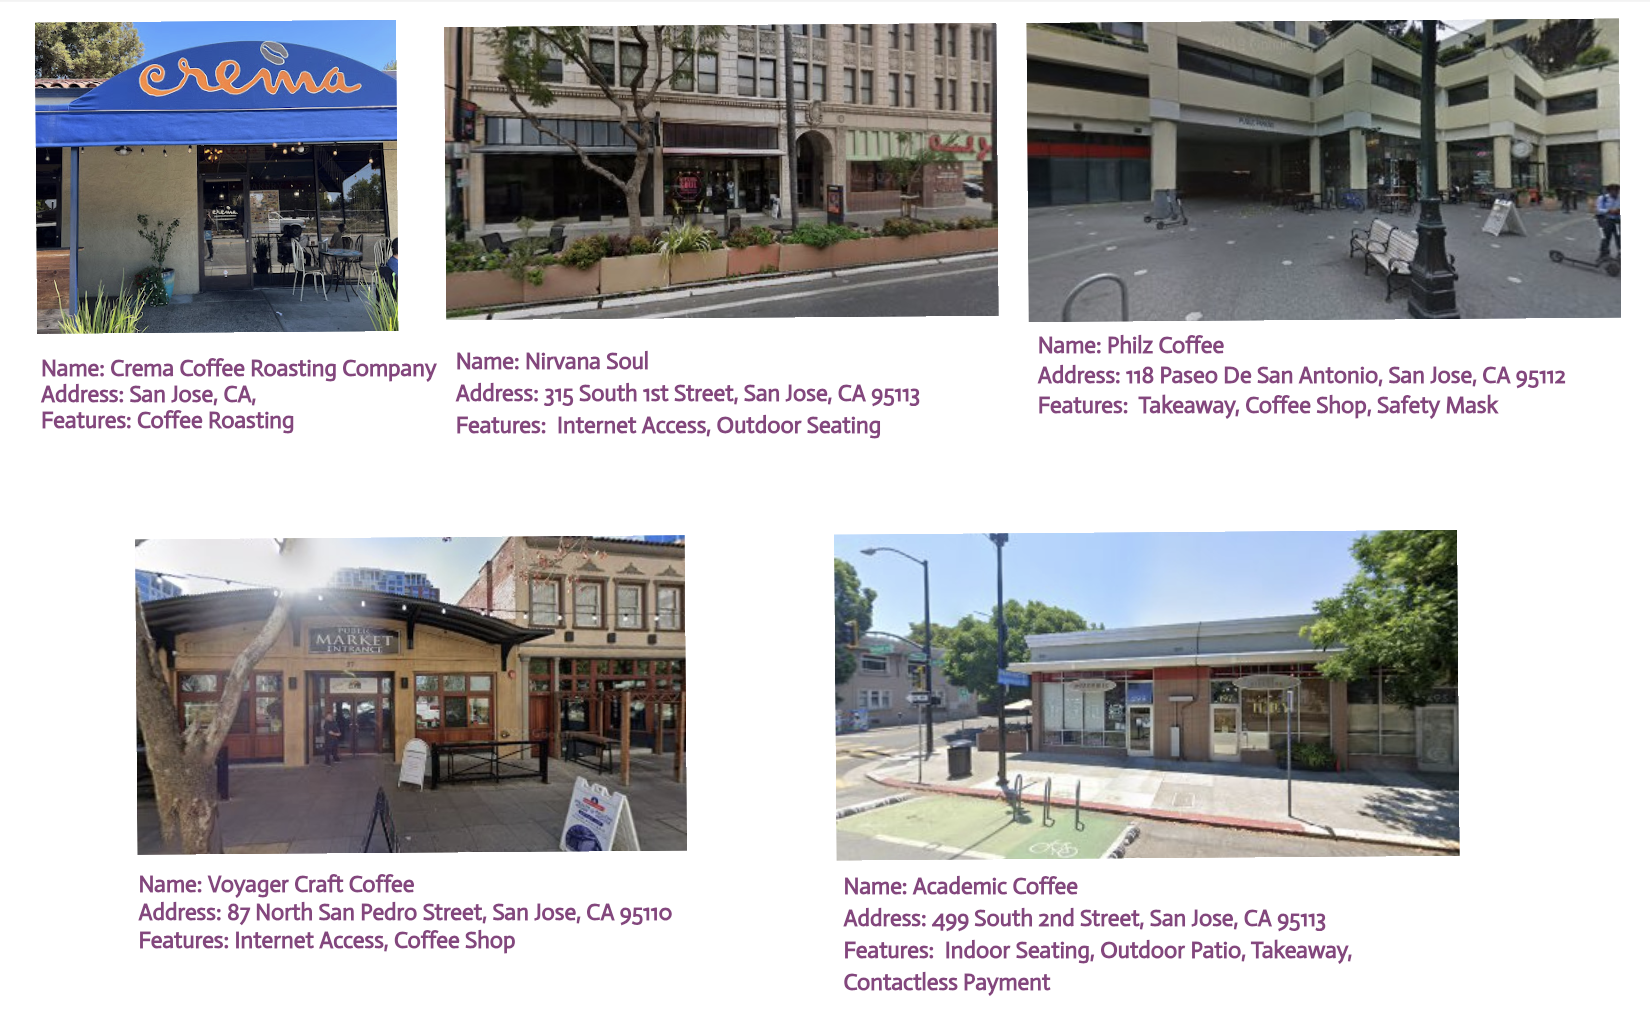 crema
crema
PUBLIC
MARKET
ENTRANCE
Name: Crema Coffee Roasting Company
Address: San Jose, CA,
Features: Coffee Roasting
Name: Nirvana Soul
Address: 315 South 1st Street, San Jose, CA 95113
Features:  Internet Access, Outdoor Seating
Name: Philz Coffee
Address: 118 Paseo De San Antonio, San Jose, CA 95112
Features:  Takeaway, Coffee Shop, Safety Mask
Name: Voyager Craft Coffee
Address: 87 North San Pedro Street, San Jose, CA 95110
Features: Internet Access, Coffee Shop
Name: Academic Coffee
Address: 499 South 2nd Street, San Jose, CA 95113
Features:  Indoor Seating, Outdoor Patio, Takeaway,
Contactless Payment